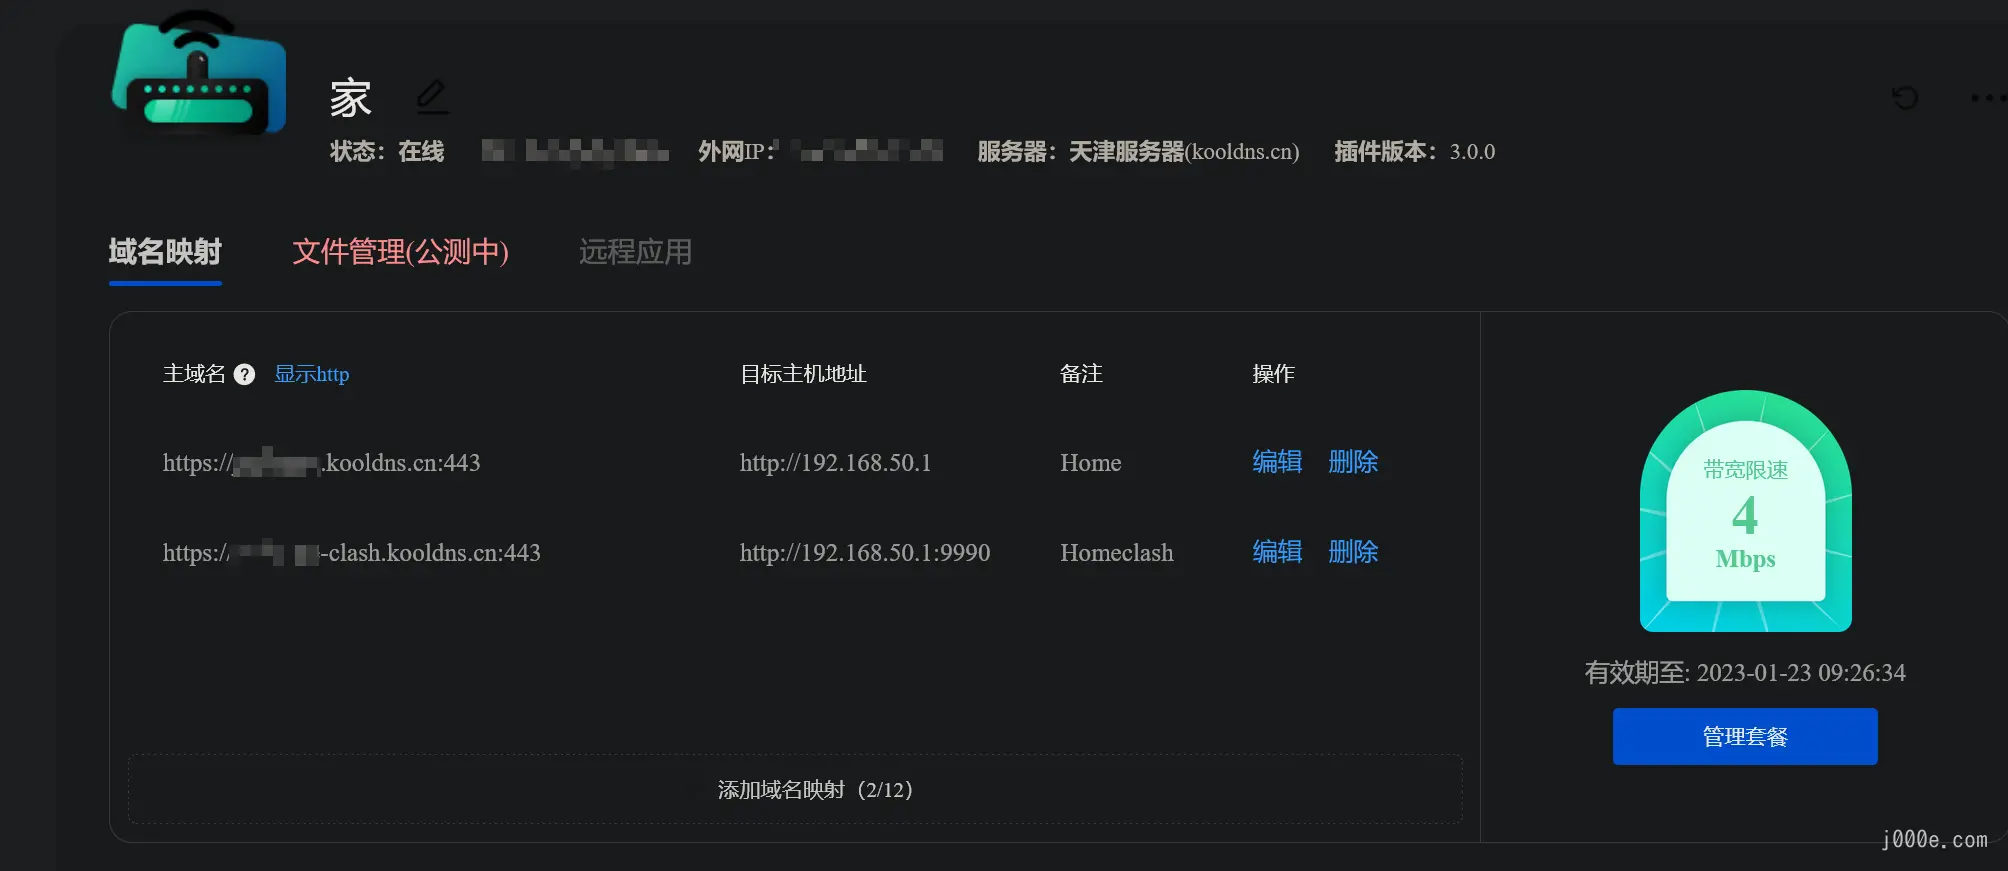 家
状态：在线 外网IP： 服务器：天津服务器(kooldns.cn) 插件版本：3.0.0
域名映射 文件管理(公测中) 远程应用
主域名 ? 显示http 目标主机地址 备注 操作
https:// .kooldns.cn:443 http://192.168.50.1 Home 编辑 删除
https:// -clash.kooldns.cn:443 http://192.168.50.1:9990 Homeclash 编辑 删除
添加域名映射（2/12）
带宽限速
4
Mbps
有效期至: 2023-01-23 09:26:34
管理套餐
j000e.com